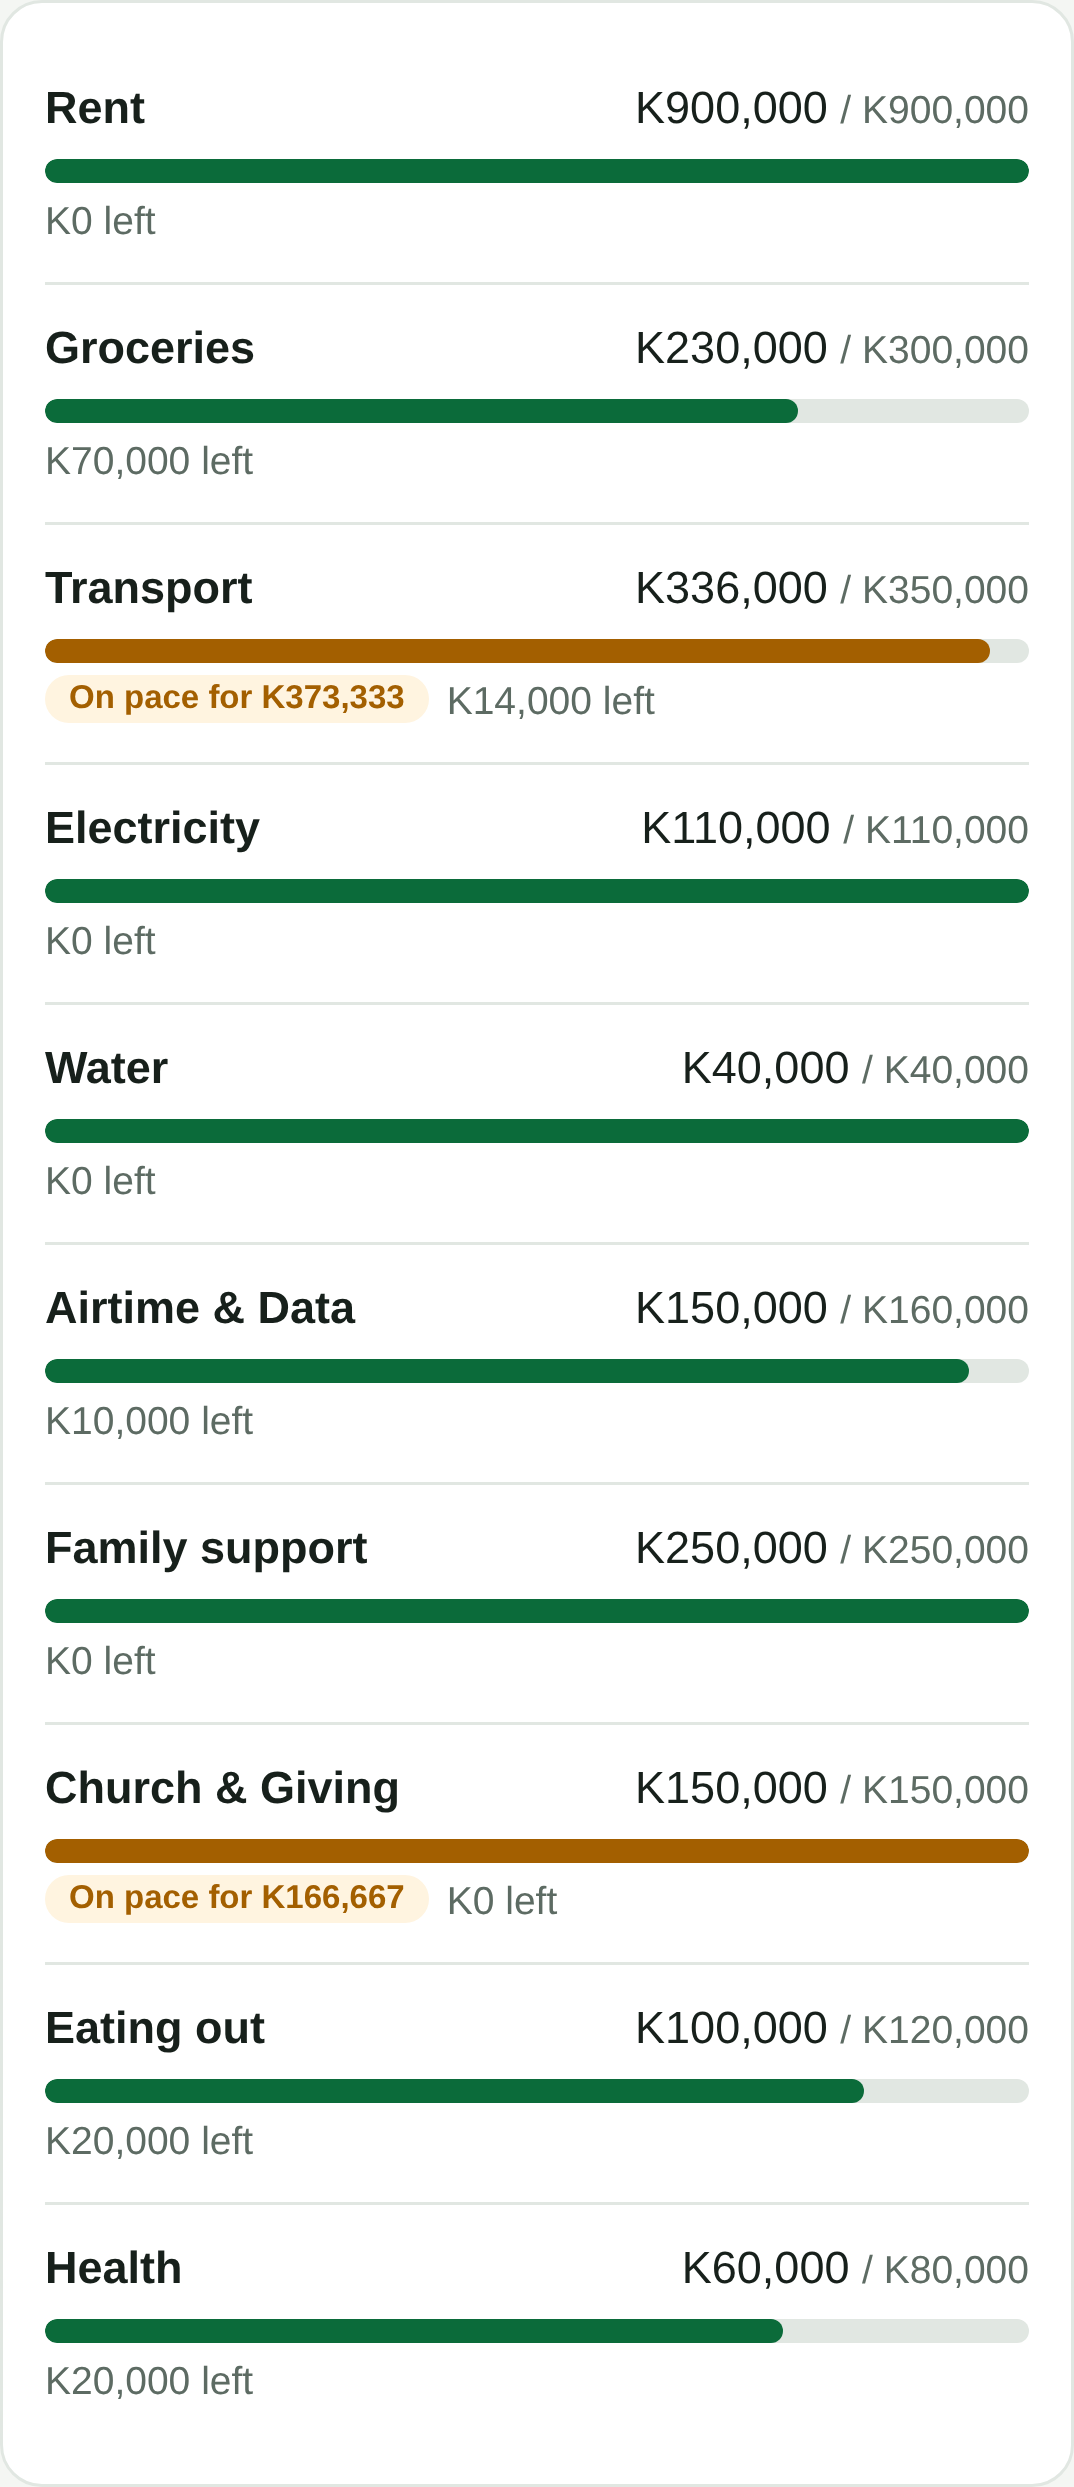 Rent K900,000 / K900,000
K0 left
Groceries K230,000 / K300,000
K70,000 left
Transport K336,000 / K350,000
On pace for K373,333 K14,000 left
Electricity K110,000 / K110,000
K0 left
Water K40,000 / K40,000
K0 left
Airtime & Data K150,000 / K160,000
K10,000 left
Family support K250,000 / K250,000
K0 left
Church & Giving K150,000 / K150,000
On pace for K166,667 K0 left
Eating out K100,000 / K120,000
K20,000 left
Health K60,000 / K80,000
K20,000 left